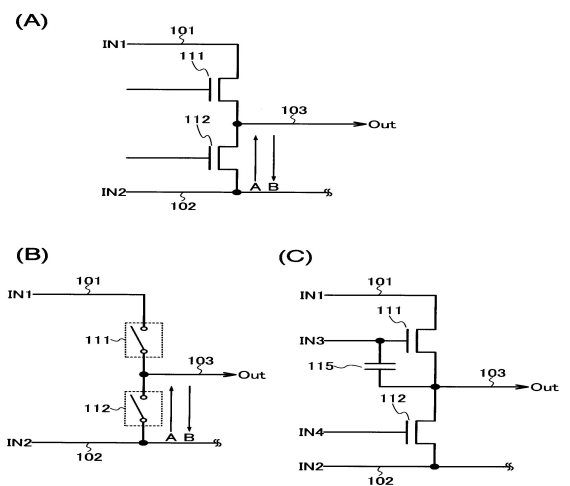 (A)
101
IN1
111
112
103
Out
A B
IN2
102
(B)
101
IN1
111
103
Out
112
A B
IN2
102
(C)
101
IN1
111
IN3
115
103
Out
112
IN4
IN2
102